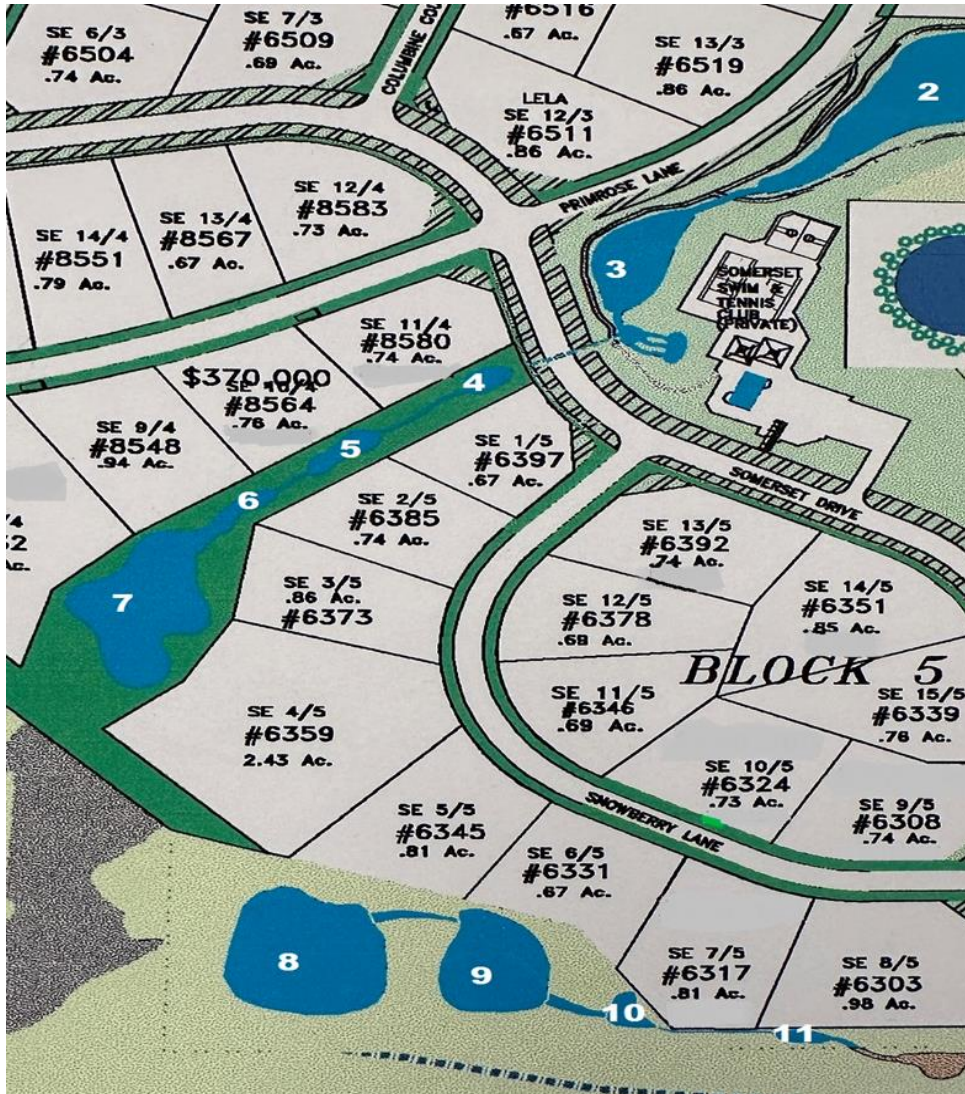 SE 6/3
#6504
.74 Ac.
SE 7/3
#6509
.69 Ac.
COLUMBINE
#6516
.67 Ac.
SE 13/3
#6519
.86 Ac.
2
LELA
SE 12/3
#6511
.86 Ac.
PRIMROSE LANE
SE 12/4
#8583
.73 Ac.
SE 13/4
#8567
.67 Ac.
SE 14/4
#8551
.79 Ac.
3
SOMERSET
SWIM &
TENNIS
CLUB
(PRIVATE)
SE 11/4
#8580
.74 Ac.
4
$370,000
#8564
.76 Ac.
SE 9/4
#8548
.94 Ac.
5
SE 1/5
#6397
.67 Ac.
6
SE 2/5
#6385
.74 Ac.
SOMERSET DRIVE
SE 13/5
#6392
.74 Ac.
SE 3/5
.86 Ac.
#6373
7
SE 12/5
#6378
.69 Ac.
SE 14/5
#6351
.85 Ac.
BLOCK 5
SE 4/5
#6359
2.43 Ac.
SE 11/5
#6346
.69 Ac.
SE 15/5
#6339
.76 Ac.
SE 10/5
#6324
.73 Ac.
SE 9/5
#6308
.74 Ac.
SNOWBERRY LANE
SE 5/5
#6345
.81 Ac.
SE 6/5
#6331
.67 Ac.
8
9
SE 7/5
#6317
.81 Ac.
SE 8/5
#6303
.98 Ac.
10
11